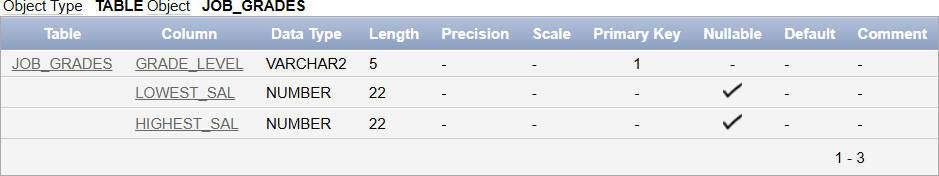 Object Type TABLE Object JOB_GRADES
Table Column Data Type Length Precision Scale Primary Key Nullable Default Comment
JOB_GRADES GRADE_LEVEL VARCHAR2 5 - - 1 - - -
LOWEST_SAL NUMBER 22 - - - ✓ - -
HIGHEST_SAL NUMBER 22 - - - ✓ - -
1 - 3